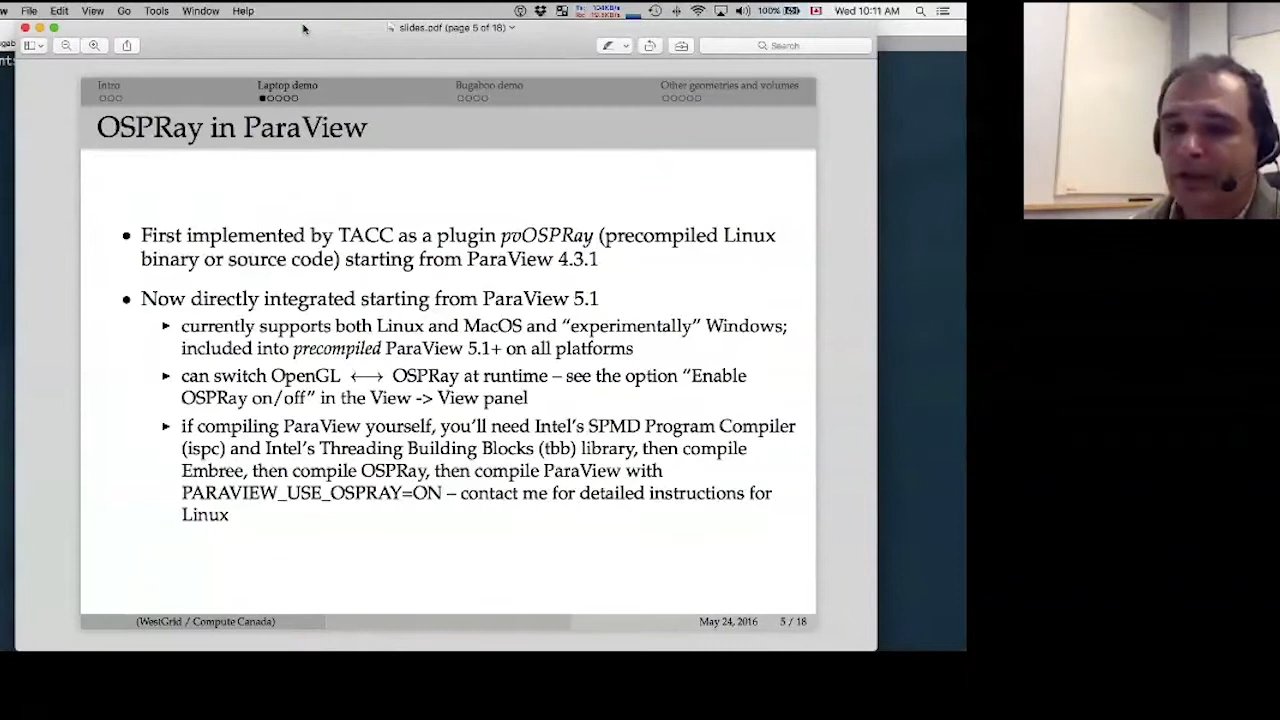 File Edit View Go Tools Window Help 100% Wed 10:11 AM
slides.pdf (page 5 of 18)
Search
Intro Laptop demo Bugaboo demo Other geometries and volumes
OSPRay in ParaView
• First implemented by TACC as a plugin pvOSPRay (precompiled Linux
binary or source code) starting from ParaView 4.3.1
• Now directly integrated starting from ParaView 5.1
▸ currently supports both Linux and MacOS and “experimentally” Windows;
included into precompiled ParaView 5.1+ on all platforms
▸ can switch OpenGL ⟷ OSPRay at runtime – see the option “Enable
OSPRay on/off” in the View -> View panel
▸ if compiling ParaView yourself, you’ll need Intel’s SPMD Program Compiler
(ispc) and Intel’s Threading Building Blocks (tbb) library, then compile
Embree, then compile OSPRay, then compile ParaView with
PARAVIEW_USE_OSPRAY=ON – contact me for detailed instructions for
Linux
(WestGrid / Compute Canada) May 24, 2016 5 / 18